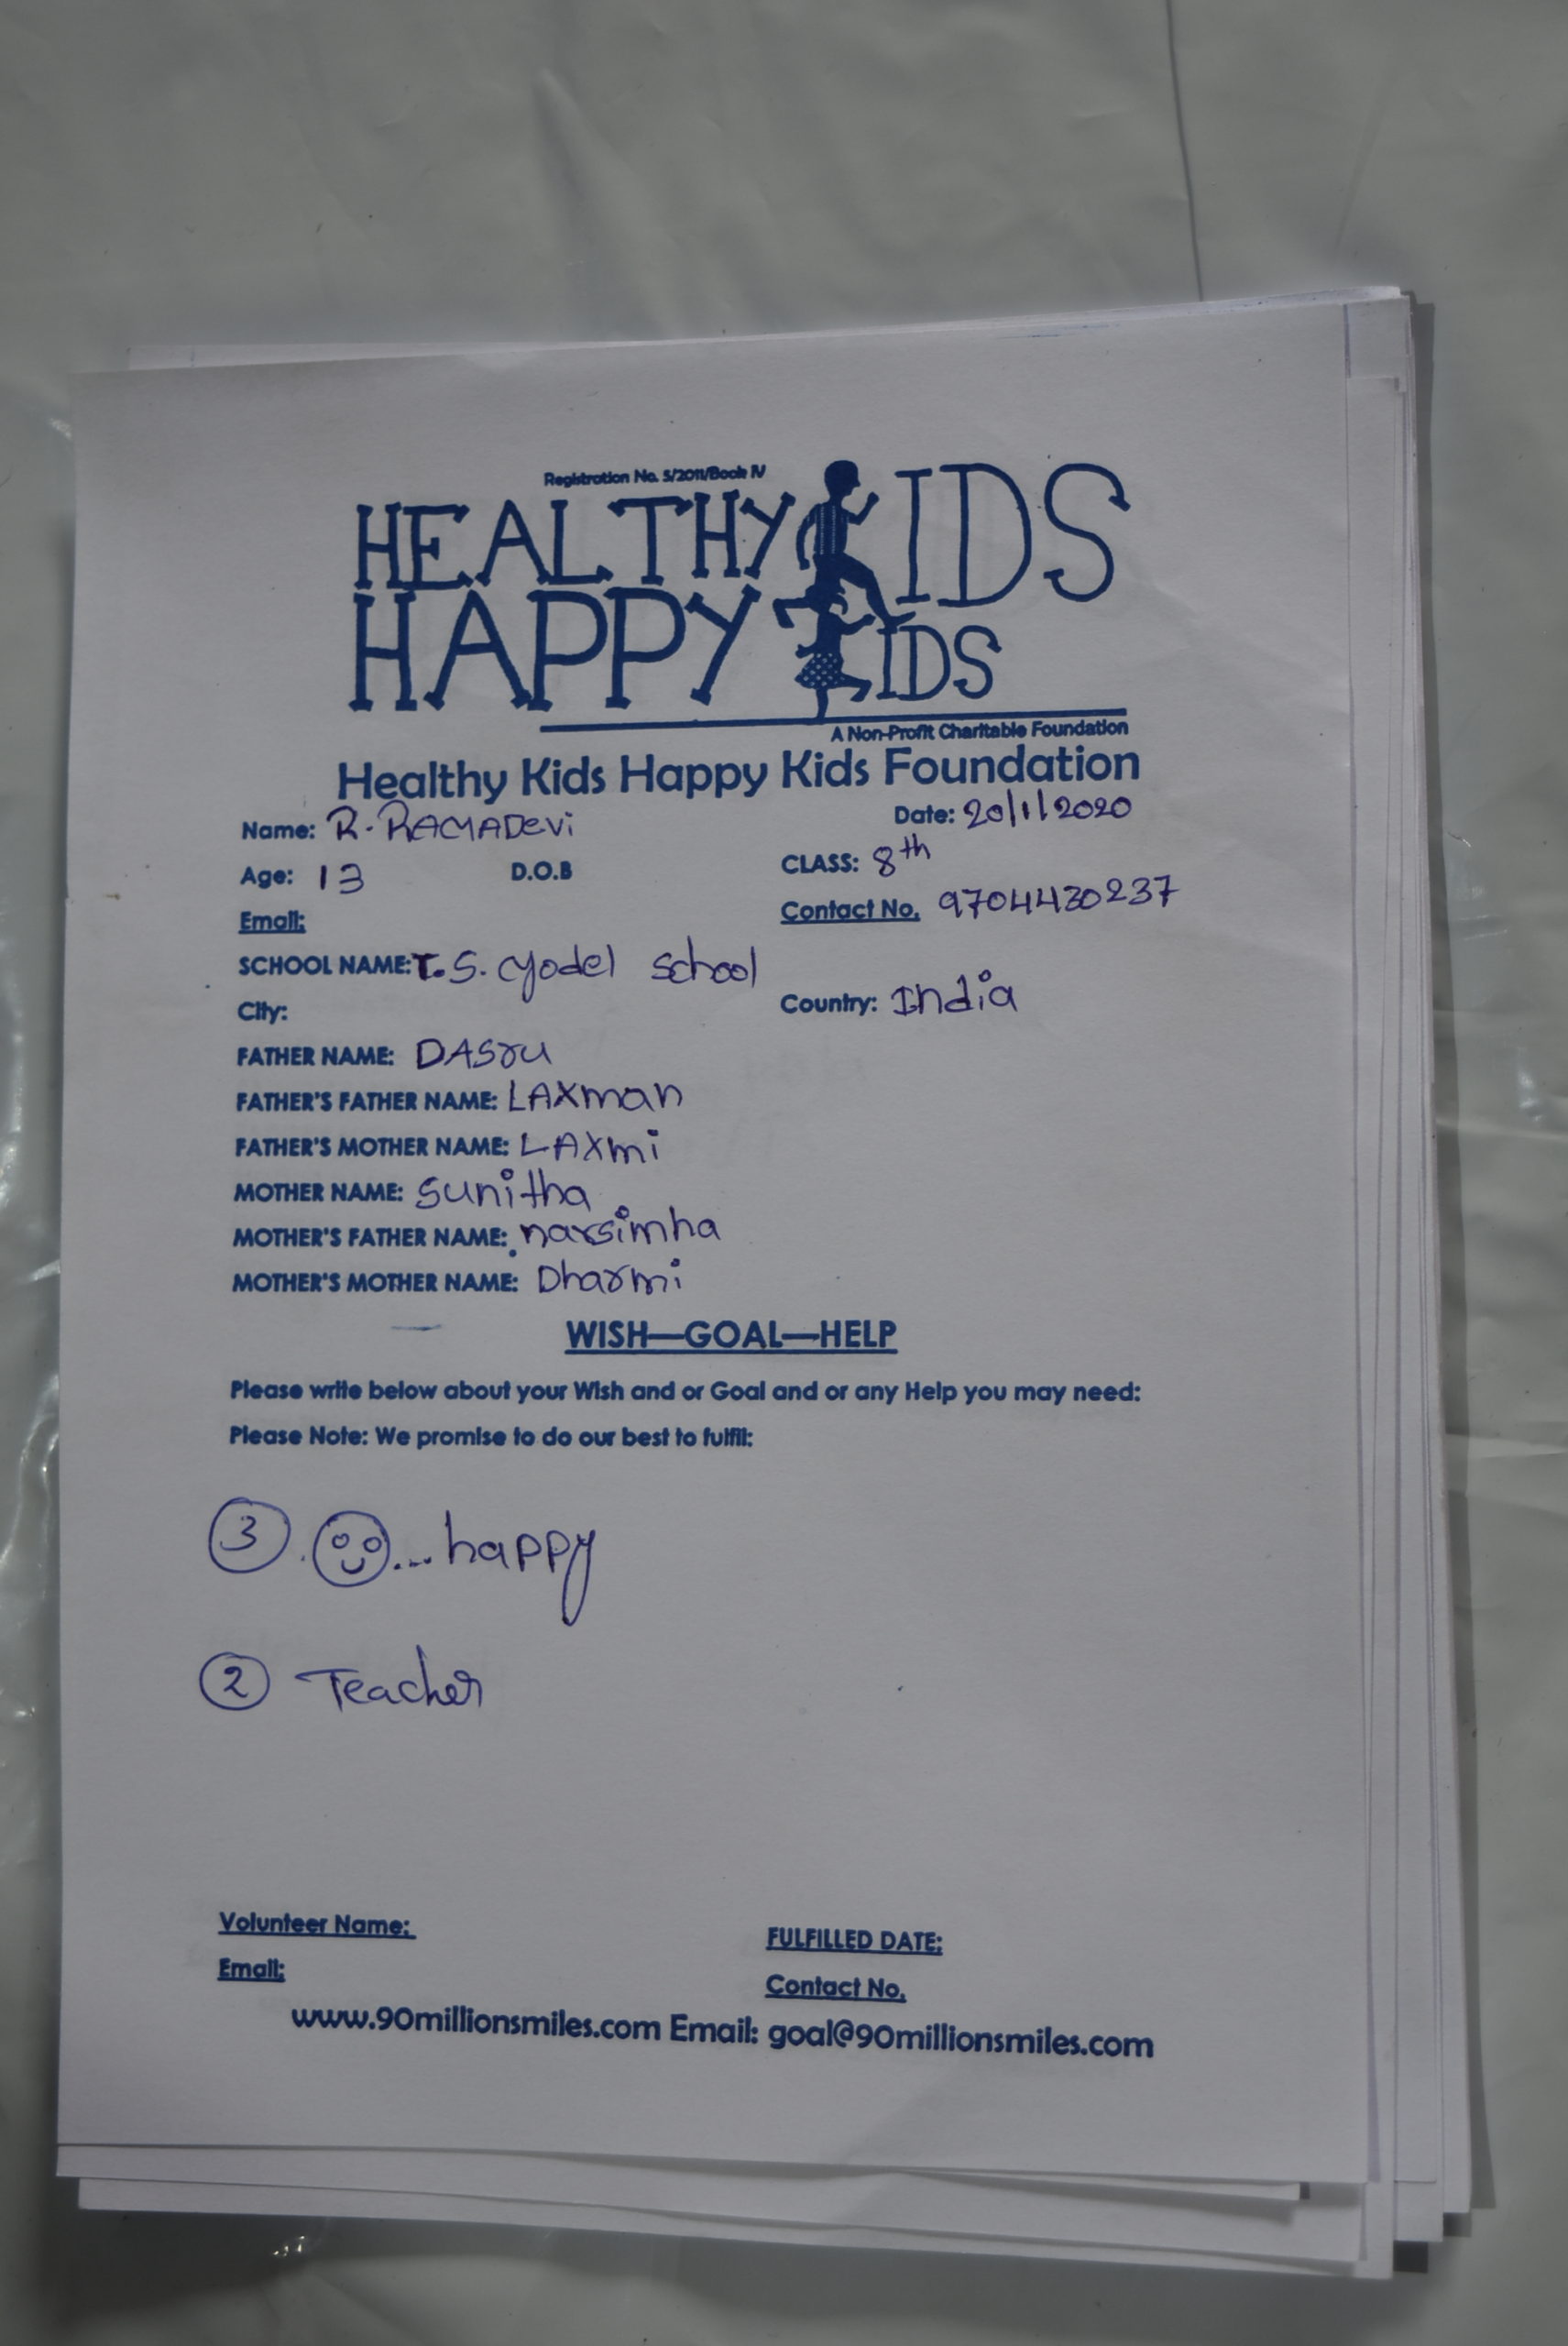 Registration No. 5/2011/Book IV
HEALTHY KIDS
HAPPY KIDS
A Non-Profit Charitable Foundation
Healthy Kids Happy Kids Foundation
Name: R. RAMADevi Date: 20/1/2020
Age: 13 D.O.B CLASS: 8th
Email: Contact No. 9704430237
SCHOOL NAME: T.S. Model School
City: Country: India
FATHER NAME: DASru
FATHER'S FATHER NAME: LAXman
FATHER'S MOTHER NAME: LAXmi
MOTHER NAME: Sunitha
MOTHER'S FATHER NAME: narsimha
MOTHER'S MOTHER NAME: Dharmi
WISH—GOAL—HELP
Please write below about your Wish and or Goal and or any Help you may need:
Please Note: We promise to do our best to fulfil:
3. ... happy
2 Teacher
Volunteer Name: FULFILLED DATE:
Email: Contact No.
www.90millionsmiles.com Email: goal@90millionsmiles.com